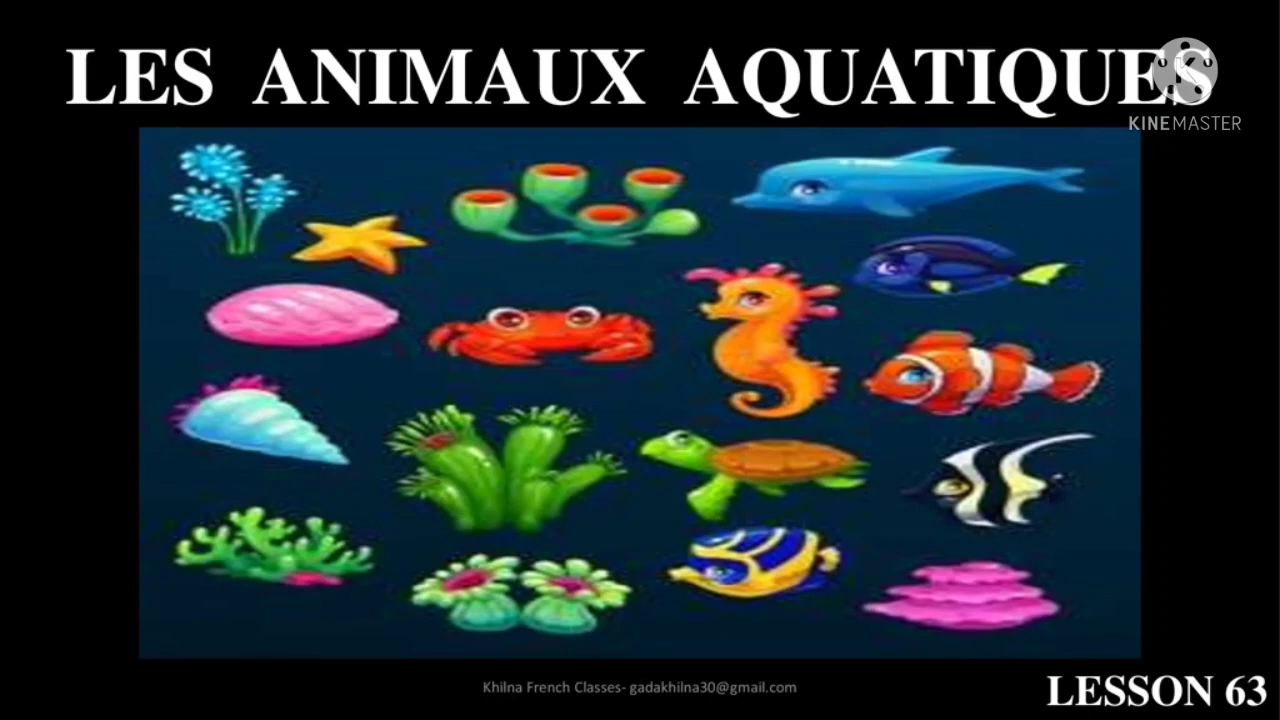 LES ANIMAUX AQUATIQUES
KINEMASTER
Khilna French Classes- gadakhilna30@gmail.com
LESSON 63